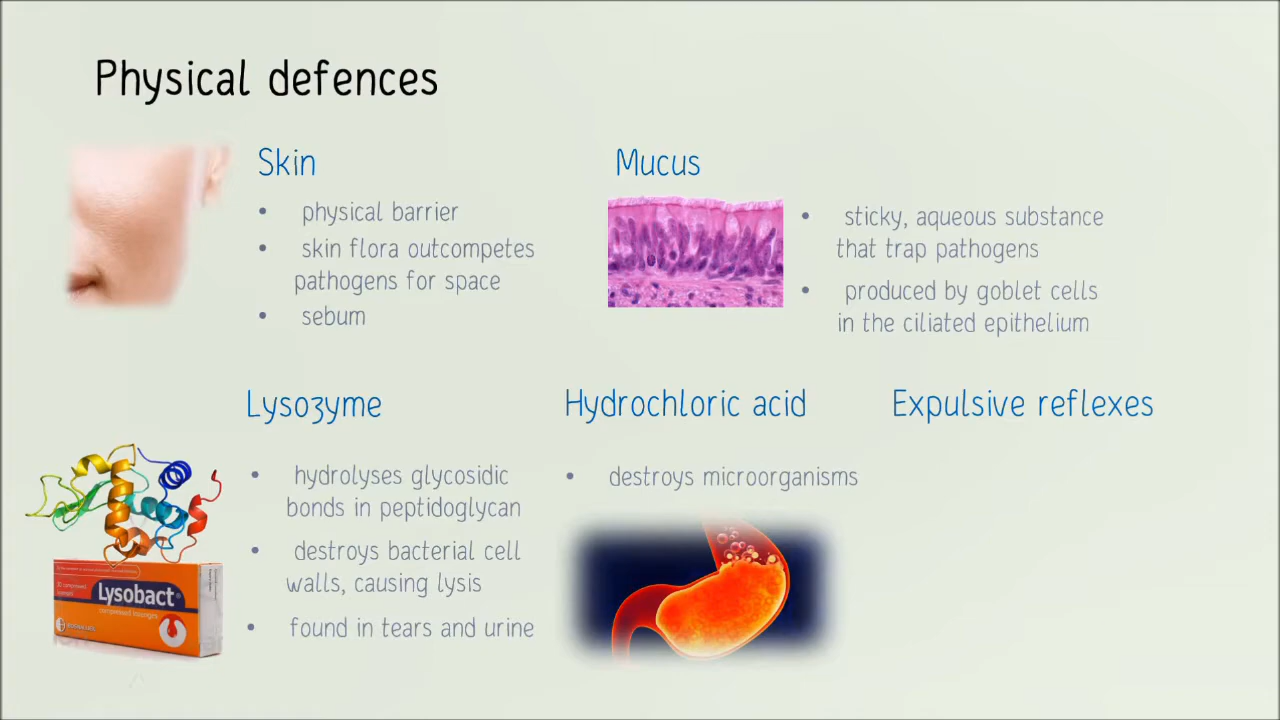 Physical defences
Skin
• physical barrier
• skin flora outcompetes
pathogens for space
• sebum
Mucus
• sticky, aqueous substance
that trap pathogens
• produced by goblet cells
in the ciliated epithelium
Lysozyme
• hydrolyses glycosidic
bonds in peptidoglycan
• destroys bacterial cell
walls, causing lysis
• found in tears and urine
Lysobact
compressed lozenges
Hydrochloric acid
• destroys microorganisms
Expulsive reflexes